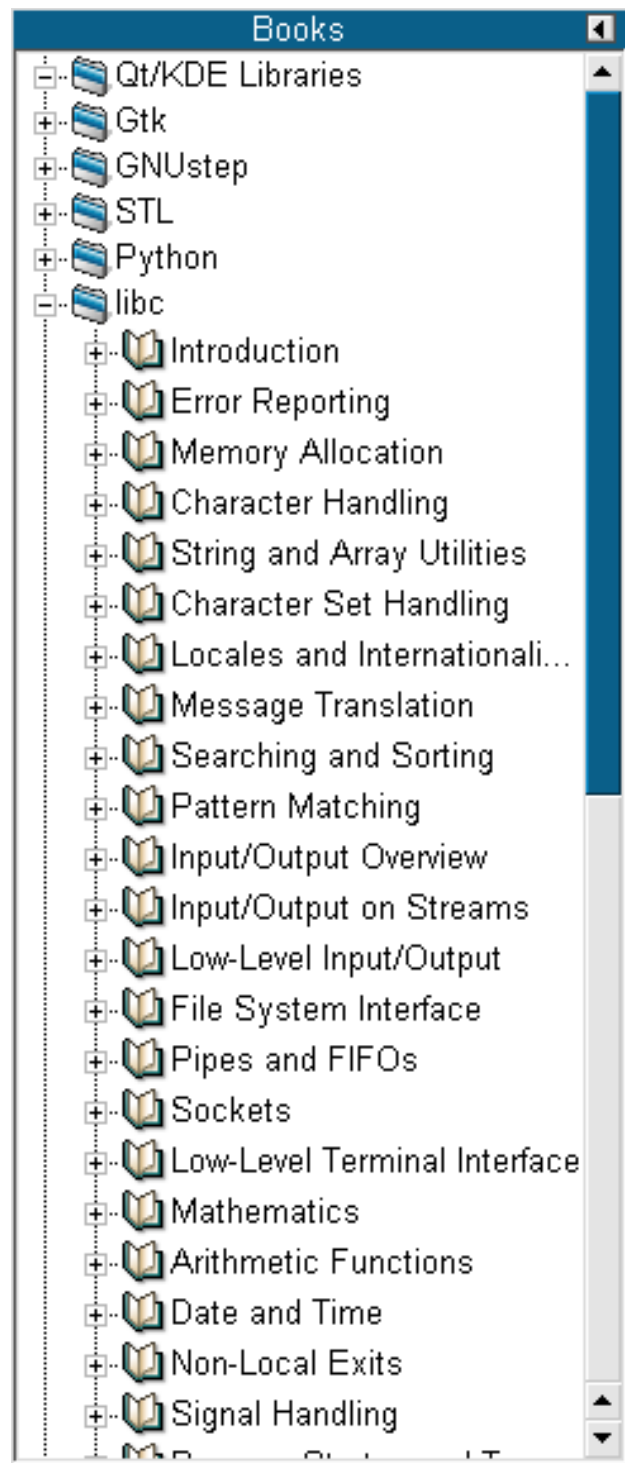 Books
Qt/KDE Libraries
Gtk
GNUstep
STL
Python
libc
Introduction
Error Reporting
Memory Allocation
Character Handling
String and Array Utilities
Character Set Handling
Locales and Internationali...
Message Translation
Searching and Sorting
Pattern Matching
Input/Output Overview
Input/Output on Streams
Low-Level Input/Output
File System Interface
Pipes and FIFOs
Sockets
Low-Level Terminal Interface
Mathematics
Arithmetic Functions
Date and Time
Non-Local Exits
Signal Handling